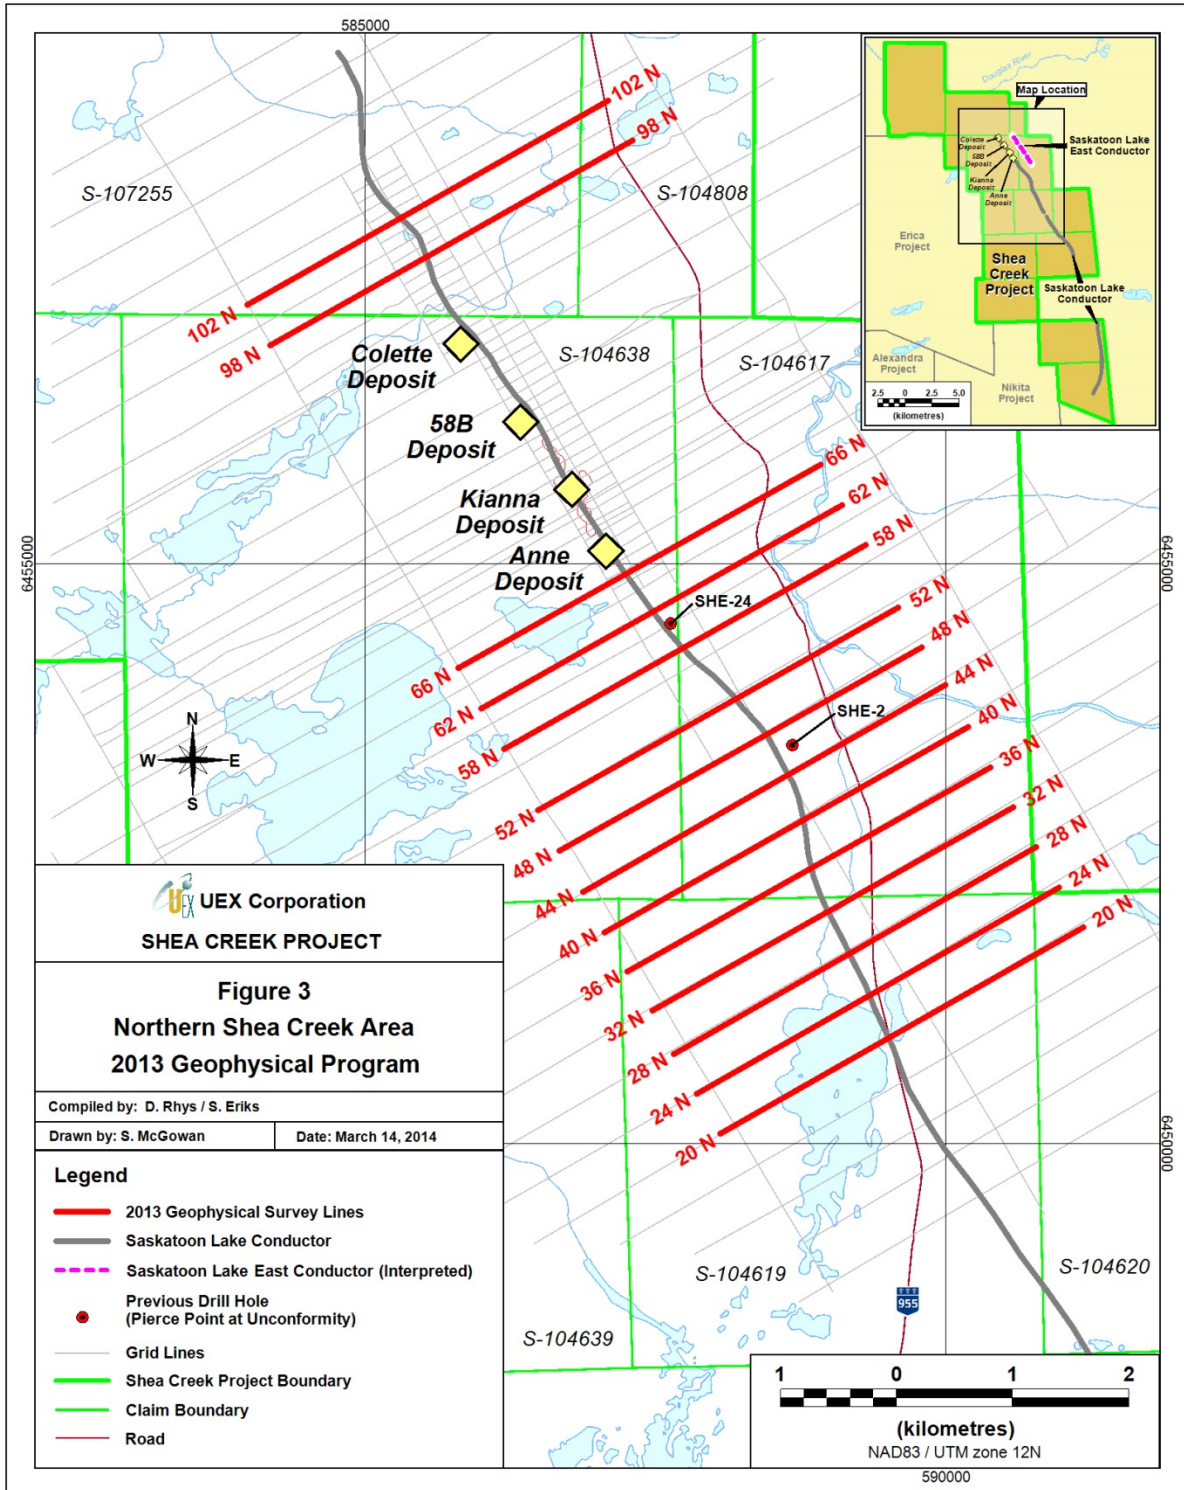 585000
102 N
98 N
S-107255
S-104808
102 N
98 N
Colette
Deposit
S-104638
S-104617
58B
Deposit
66 N
62 N
Kianna
Deposit
58 N
Anne
Deposit
6455000
6455000
SHE-24
52 N
48 N
66 N
44 N
62 N
SHE-2
40 N
58 N
36 N
52 N
32 N
48 N
28 N
44 N
24 N
40 N
20 N
36 N
32 N
28 N
24 N
20 N
6450000
S-104619
S-104620
955
S-104639
N
W
E
S
Douglas River
Map Location
Colette
Deposit
58B
Deposit
Kianna
Deposit
Anne
Deposit
Saskatoon Lake
East Conductor
Erica
Project
Shea
Creek
Project
Saskatoon Lake
Conductor
Alexandra
Project
Nikita
Project
2.5 0 2.5 5.0
(kilometres)
UEX
UEX Corporation
SHEA CREEK PROJECT
Figure 3
Northern Shea Creek Area
2013 Geophysical Program
Compiled by: D. Rhys / S. Eriks
Drawn by: S. McGowan
Date: March 14, 2014
Legend
2013 Geophysical Survey Lines
Saskatoon Lake Conductor
Saskatoon Lake East Conductor (Interpreted)
Previous Drill Hole
(Pierce Point at Unconformity)
Grid Lines
Shea Creek Project Boundary
Claim Boundary
Road
1 0 1 2
(kilometres)
NAD83 / UTM zone 12N
590000